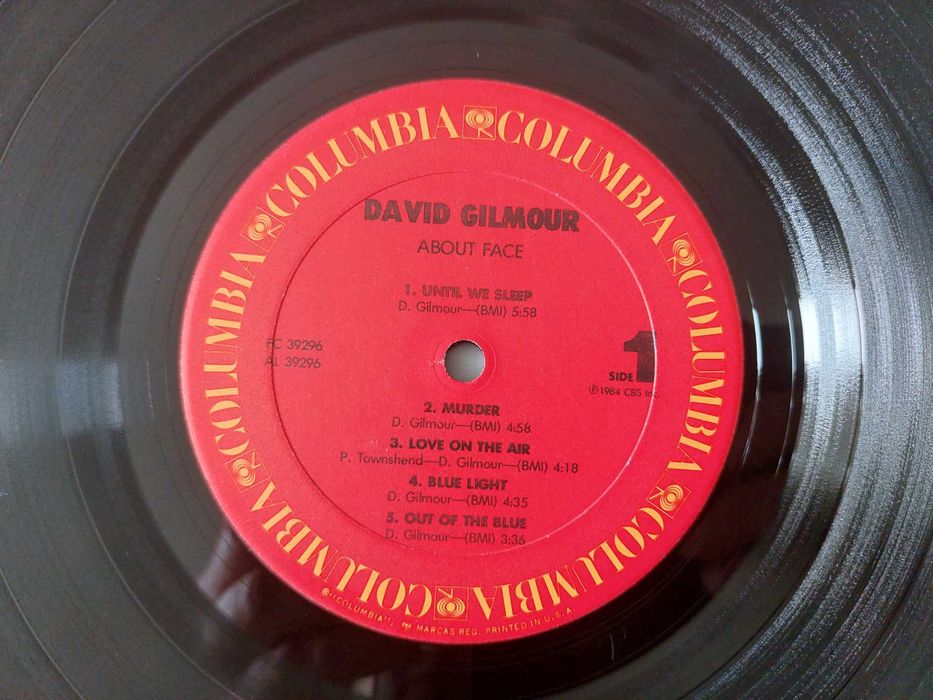 COLUMBIA COLUMBIA COLUMBIA COLUMBIA COLUMBIA COLUMBIA COLUMBIA
DAVID GILMOUR
ABOUT FACE
1. UNTIL WE SLEEP
D. Gilmour—(BMI) 5:58
FC 39296
AL 39296
SIDE 1
℗1984 CBS Inc.
2. MURDER
D. Gilmour—(BMI) 4:58
3. LOVE ON THE AIR
P. Townshend—D. Gilmour—(BMI) 4:18
4. BLUE LIGHT
D. Gilmour—(BMI) 4:35
5. OUT OF THE BLUE
D. Gilmour—(BMI) 3:36
® "COLUMBIA", MARCAS REG. PRINTED IN U.S.A.